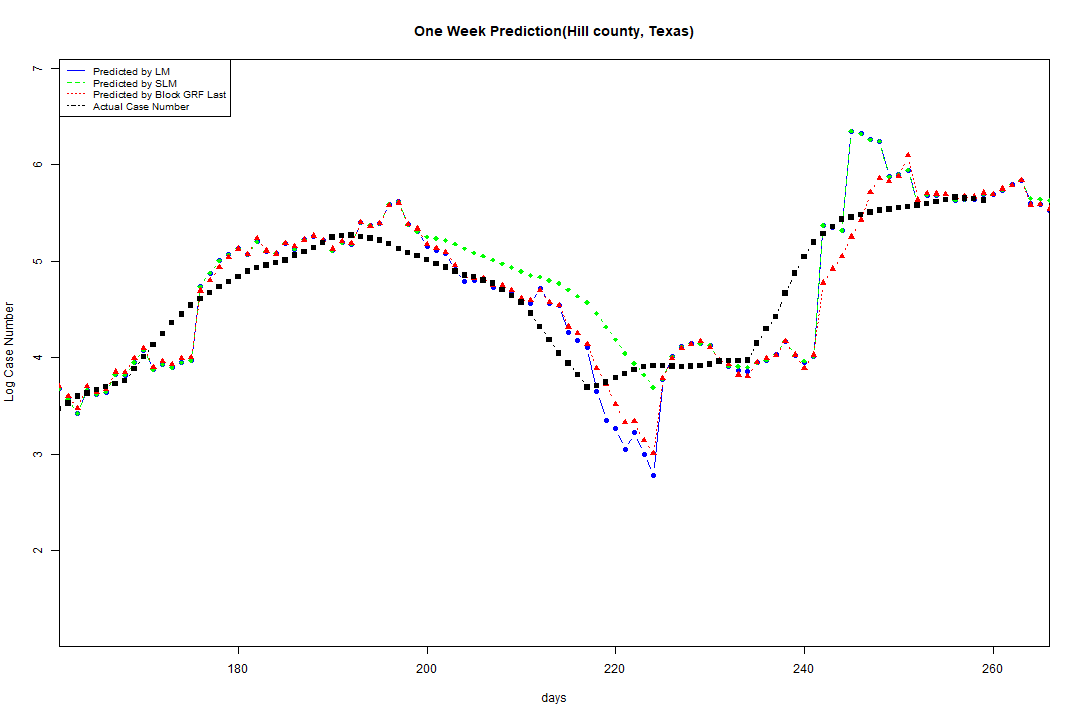 One Week Prediction(Hill county, Texas)
Predicted by LM
Predicted by SLM
Predicted by Block GRF Last
Actual Case Number
7
6
5
4
3
2
Log Case Number
180 200 220 240 260
days